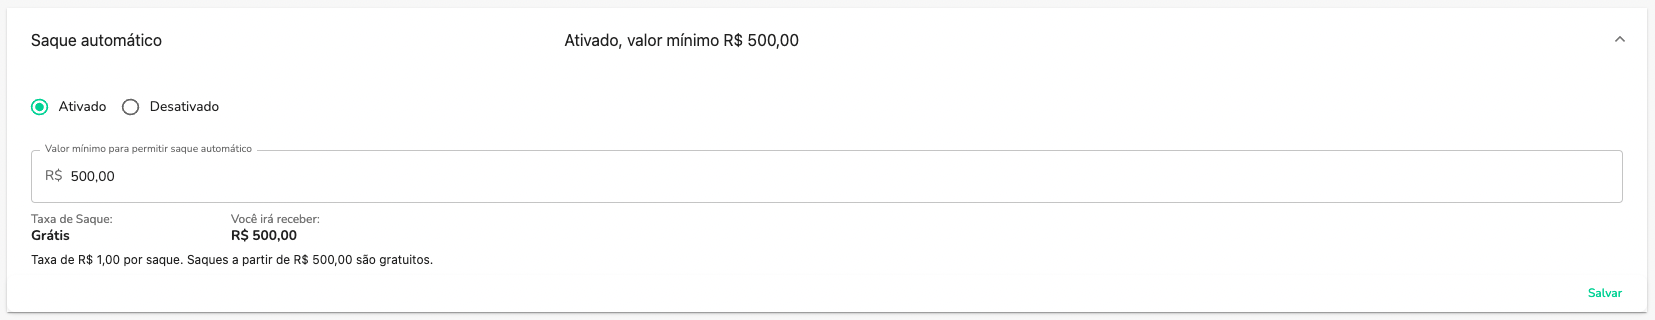 Saque automático
Ativado, valor mínimo R$ 500,00
Ativado
Desativado
Valor mínimo para permitir saque automático
R$ 500,00
Taxa de Saque:
Você irá receber:
Grátis
R$ 500,00
Taxa de R$ 1,00 por saque. Saques a partir de R$ 500,00 são gratuitos.
Salvar